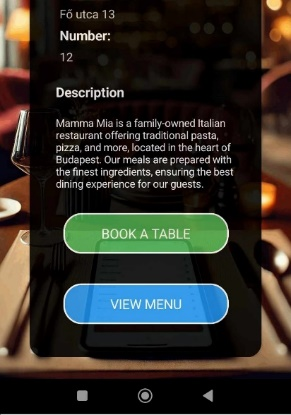 Fő utca 13
Number:
12
Description
Mamma Mia is a family-owned Italian
restaurant offering traditional pasta,
pizza, and more, located in the heart of
Budapest. Our meals are prepared with
the finest ingredients, ensuring the best
dining experience for our guests.
BOOK A TABLE
VIEW MENU